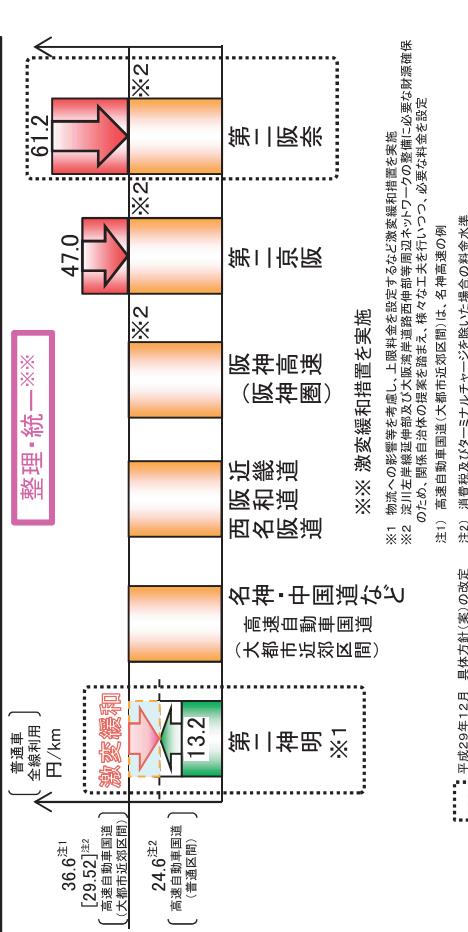 普通車
全線利用
円/km
整理・統一※※
36.6注1
[29.52]注2
高速自動車国道
(大都市近郊区間)
24.6注2
高速自動車国道
(普通区間)
激変緩和
13.2
47.0
61.2
※2
※2
※2
第二神明
※1
名神・中国道など
高速自動車国道
(大都市近郊区間)
近畿道
阪和道
西名阪道
阪神高速
(阪神圏)
第二京阪
第二阪奈
※※ 激変緩和措置を実施
※1 物流への影響等を考慮し、上限料金を設定するなど激変緩和措置を実施
※2 淀川左岸線延伸部及び大阪湾岸道路西伸部等周辺ネットワークの整備に必要な財源確保
のため、関係自治体の提案を踏まえ、様々な工夫を行いつつ、必要な料金を設定
注1) 高速自動車国道(大都市近郊区間)は、名神高速の例
注2) 消費税及びターミナルチャージを除いた場合の料金水準
平成29年12月 具体方針(案)の改定